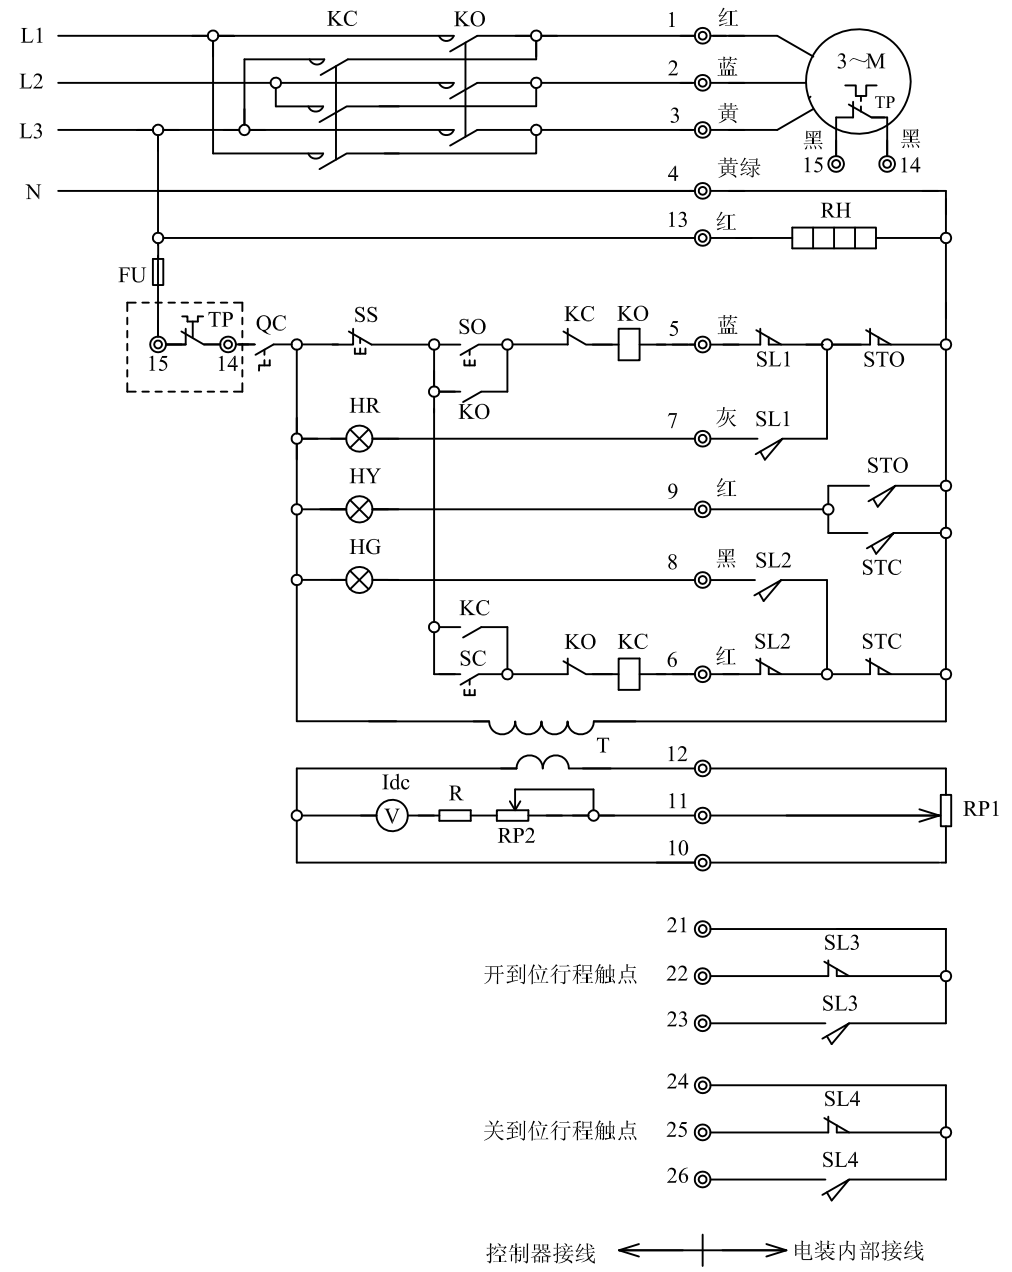 KC KO 1 红
L1
3～M
L2 2 蓝
TP
L3 3 黄
黑 黑
15 14
N 4 黄绿
13 红 RH
FU
TP QC SS SO KC KO 5 蓝
15 14 SL1 STO
KO
HR 7 灰 SL1
HY 9 红 STO
HG 8 黑 SL2 STC
KC
SC KO KC 6 红 SL2 STC
T 12
Idc R 11 RP1
V
RP2
10
21
SL3
开到位行程触点 22
23 SL3
24
SL4
关到位行程触点 25
26 SL4
控制器接线 电装内部接线